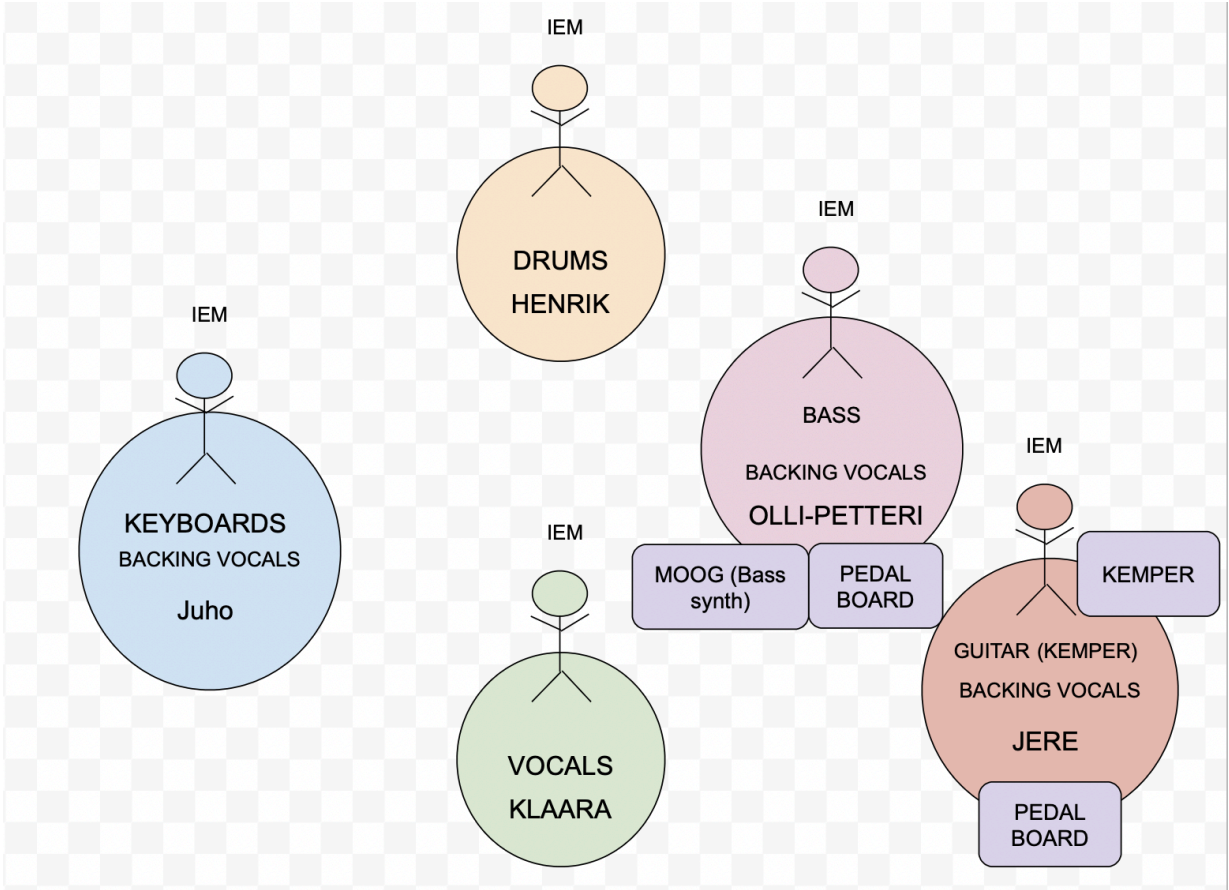 IEM
DRUMS
HENRIK
IEM
BASS
BACKING VOCALS
OLLI-PETTERI
MOOG (Bass
synth)
PEDAL
BOARD
IEM
KEYBOARDS
BACKING VOCALS
Juho
IEM
KEMPER
GUITAR (KEMPER)
BACKING VOCALS
JERE
PEDAL
BOARD
IEM
VOCALS
KLAARA